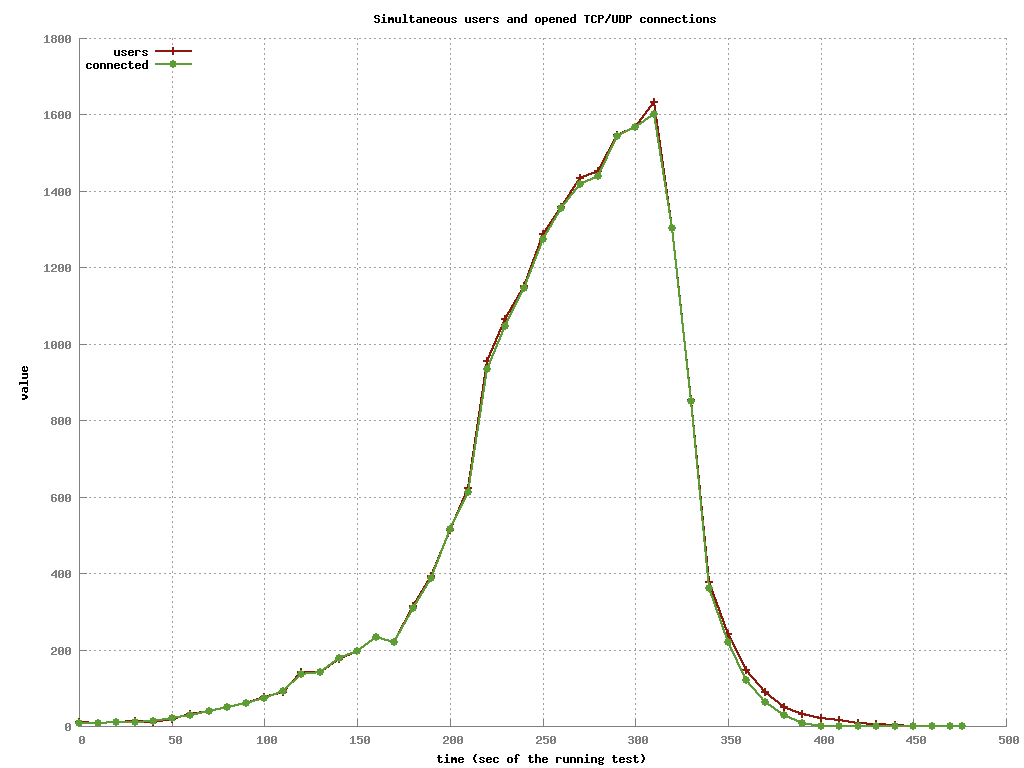 Simultaneous users and opened TCP/UDP connections
1800
users
connected
1600
1400
1200
1000
value
800
600
400
200
0
0 50 100 150 200 250 300 350 400 450 500
time (sec of the running test)